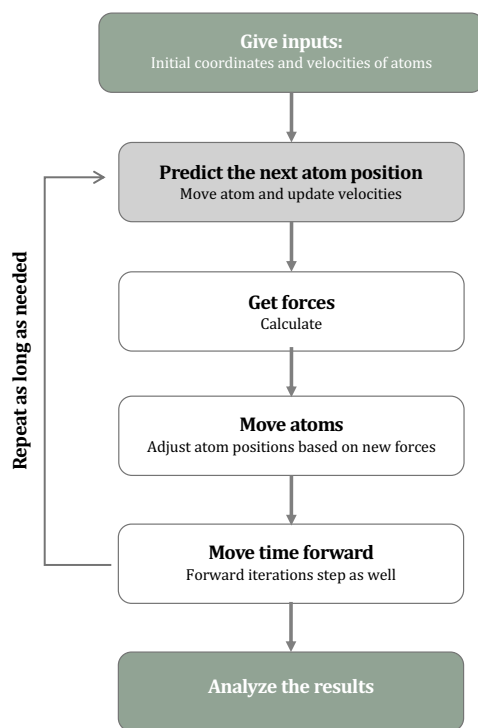 Give inputs:
Initial coordinates and velocities of atoms
Predict the next atom position
Move atom and update velocities
Get forces
Calculate
Move atoms
Adjust atom positions based on new forces
Move time forward
Forward iterations step as well
Repeat as long as needed
Analyze the results